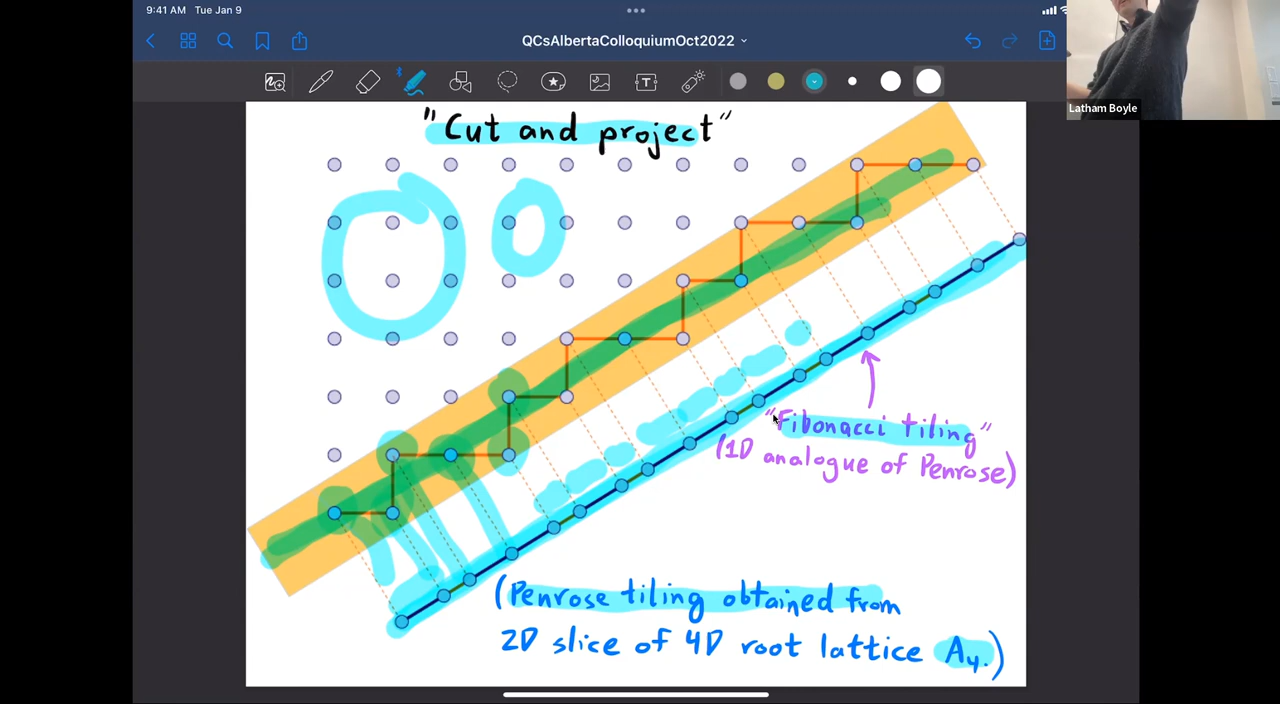 9:41 AM Tue Jan 9
QCsAlbertaColloquiumOct2022
Latham Boyle
"Cut and project"
"Fibonacci tiling"
(1D analogue of Penrose)
(Penrose tiling obtained from
2D slice of 4D root lattice A4.)